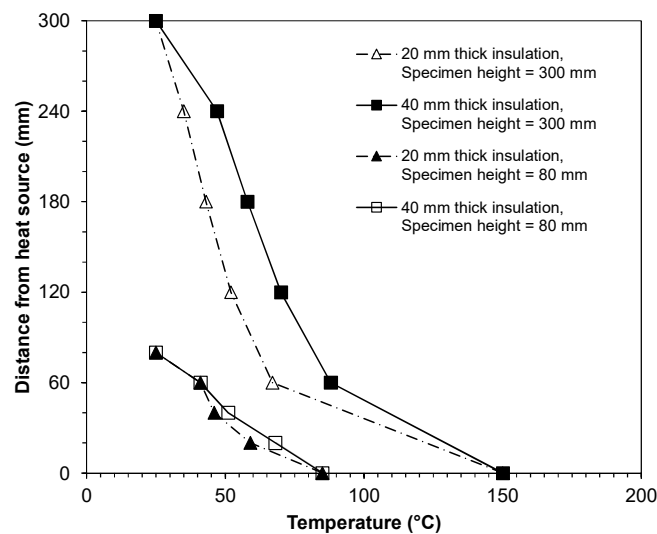 300
240
180
120
60
0
Distance from heat source (mm)
20 mm thick insulation,
Specimen height = 300 mm
40 mm thick insulation,
Specimen height = 300 mm
20 mm thick insulation,
Specimen height = 80 mm
40 mm thick insulation,
Specimen height = 80 mm
0
50
100
150
200
Temperature (°C)